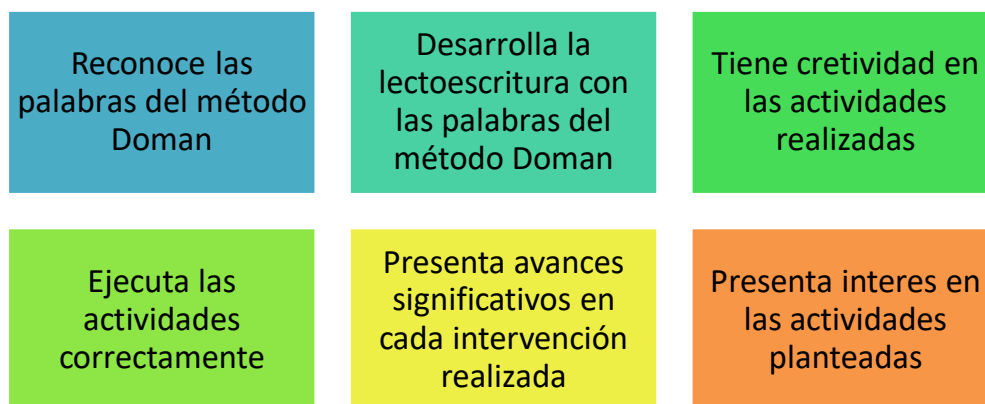 Reconoce las
palabras del método
Doman
Desarrolla la
lectoescritura con
las palabras del
método Doman
Tiene cretividad en
las actividades
realizadas
Ejecuta las
actividades
correctamente
Presenta avances
significativos en
cada intervención
realizada
Presenta interes en
las actividades
planteadas